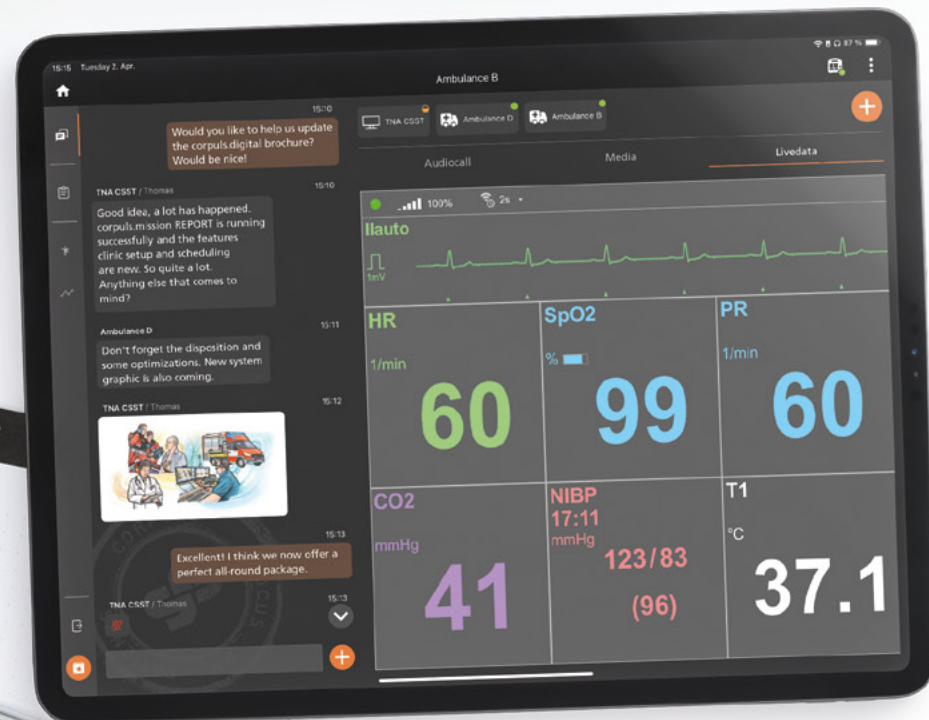 15:15 Tuesday 2. Apr.
87 %
Ambulance B
15:10
Would you like to help us update
the corpuls.digital brochure?
Would be nice!
TNA CSST / Thomas
15:10
Good idea, a lot has happened.
corpuls.mission REPORT is running
successfully and the features
clinic setup and scheduling
are new. So quite a lot.
Anything else that comes to
mind?
Ambulance D
15:11
Don't forget the disposition and
some optimizations. New system
graphic is also coming.
TNA CSST / Thomas
15:12
15:13
Excellent! I think we now offer a
perfect all-round package.
TNA CSST / Thomas
15:13
💯
TNA CSST
Ambulance D
Ambulance B
Audiocall
Media
Livedata
100%
2s
IIauto
1mV
HR
1/min
60
SpO2
%
99
PR
1/min
60
CO2
mmHg
41
NIBP
17:11
mmHg
123/83
(96)
T1
°C
37.1